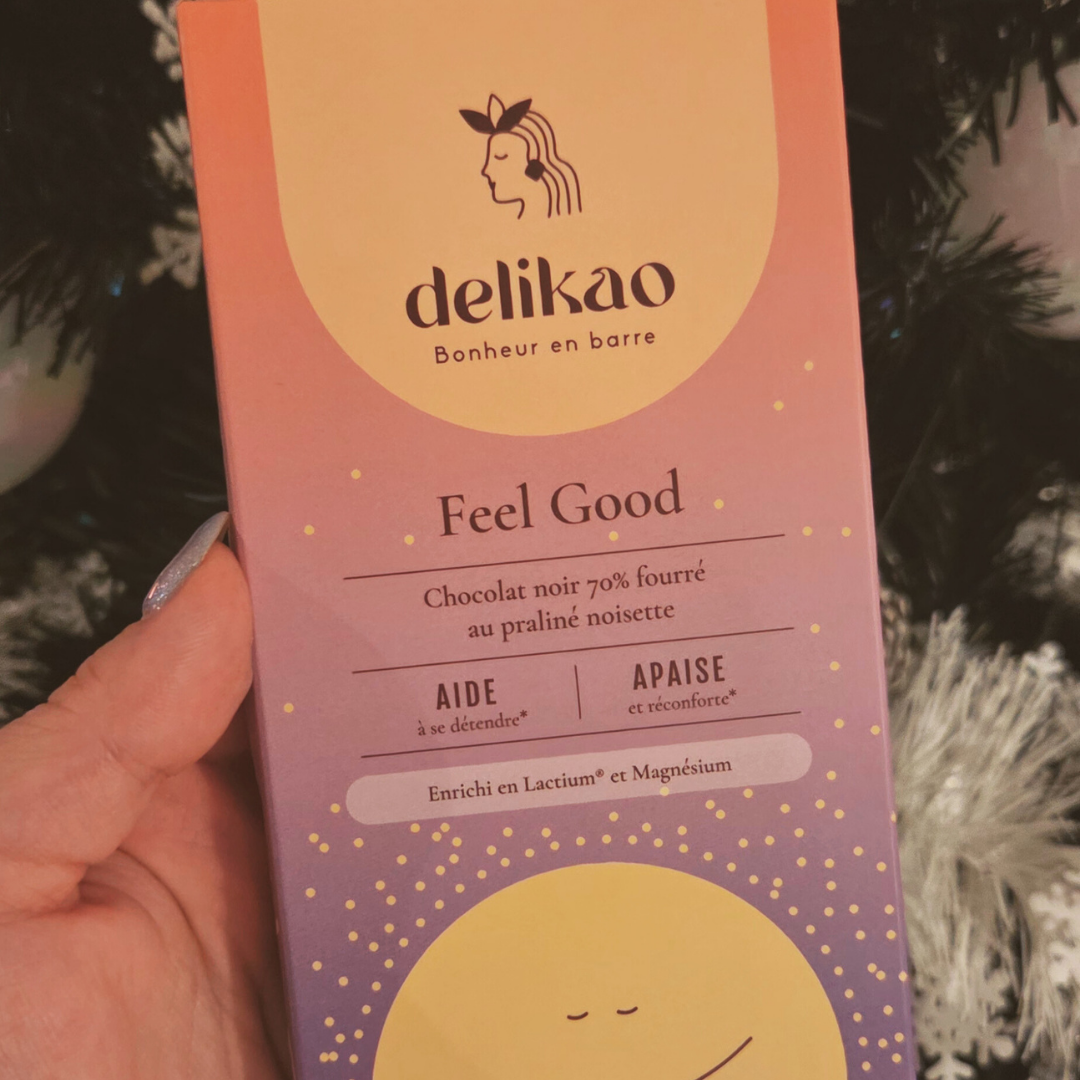 delikao
Bonheur en barre
Feel Good
Chocolat noir 70% fourré
au praliné noisette
AIDE
à se détendre*
APAISE
et réconforte*
Enrichi en Lactium® et Magnésium